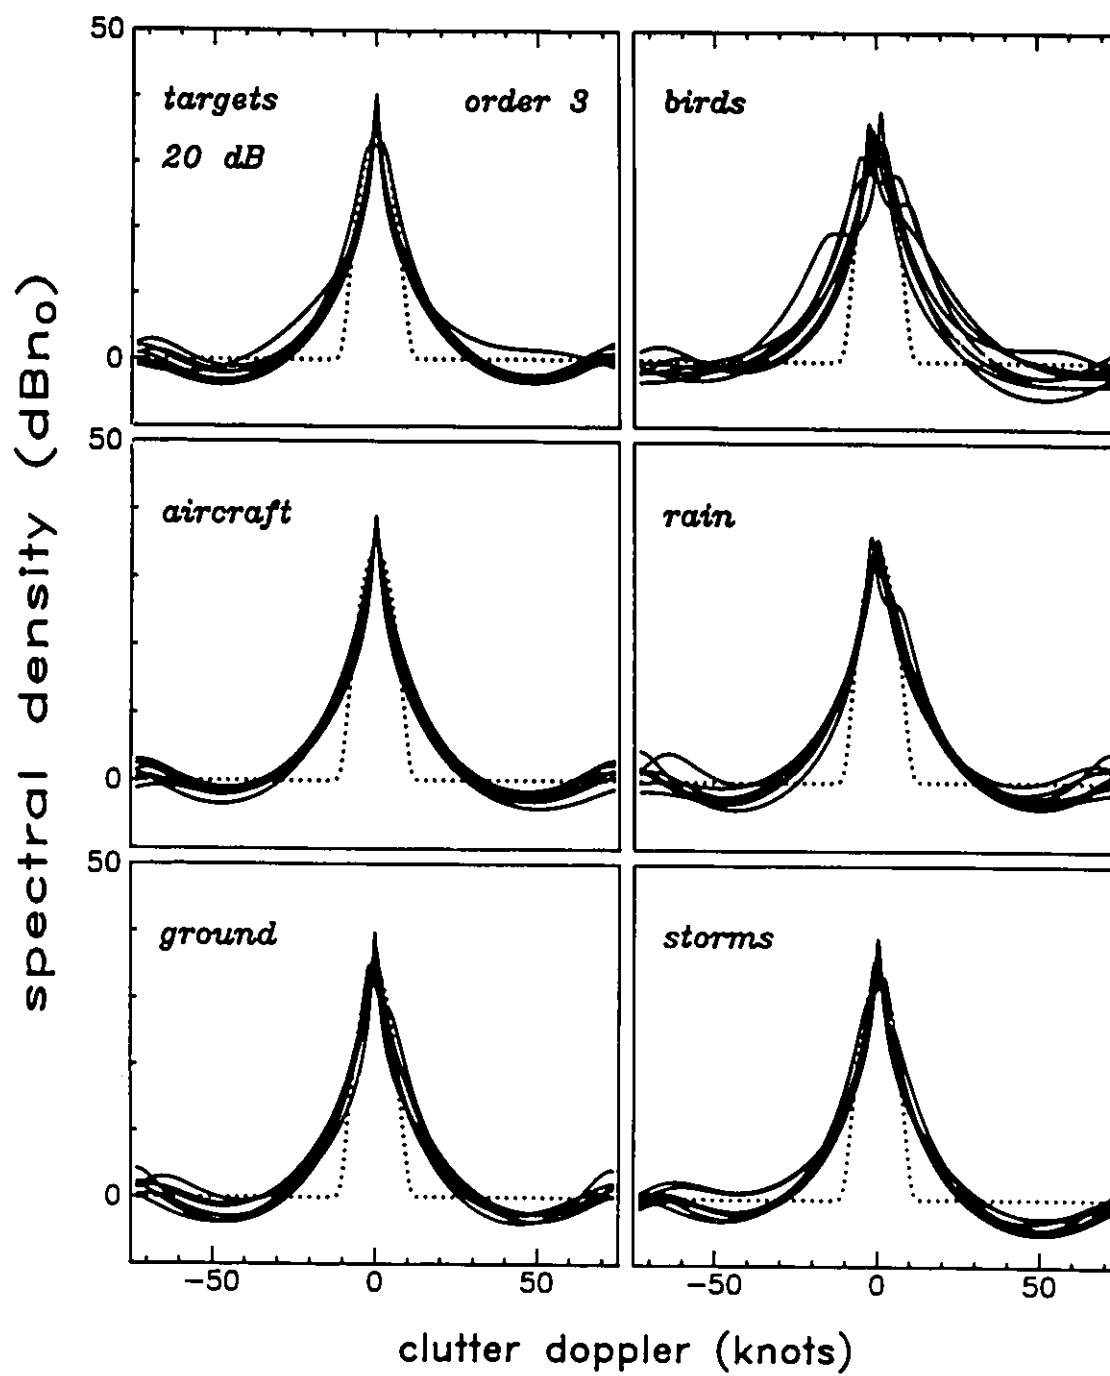 spectral density (dBn₀)
50
targets
order 3
birds
20 dB
0
50
aircraft
rain
0
50
ground
storms
0
-50
0
50
-50
0
50
clutter doppler (knots)